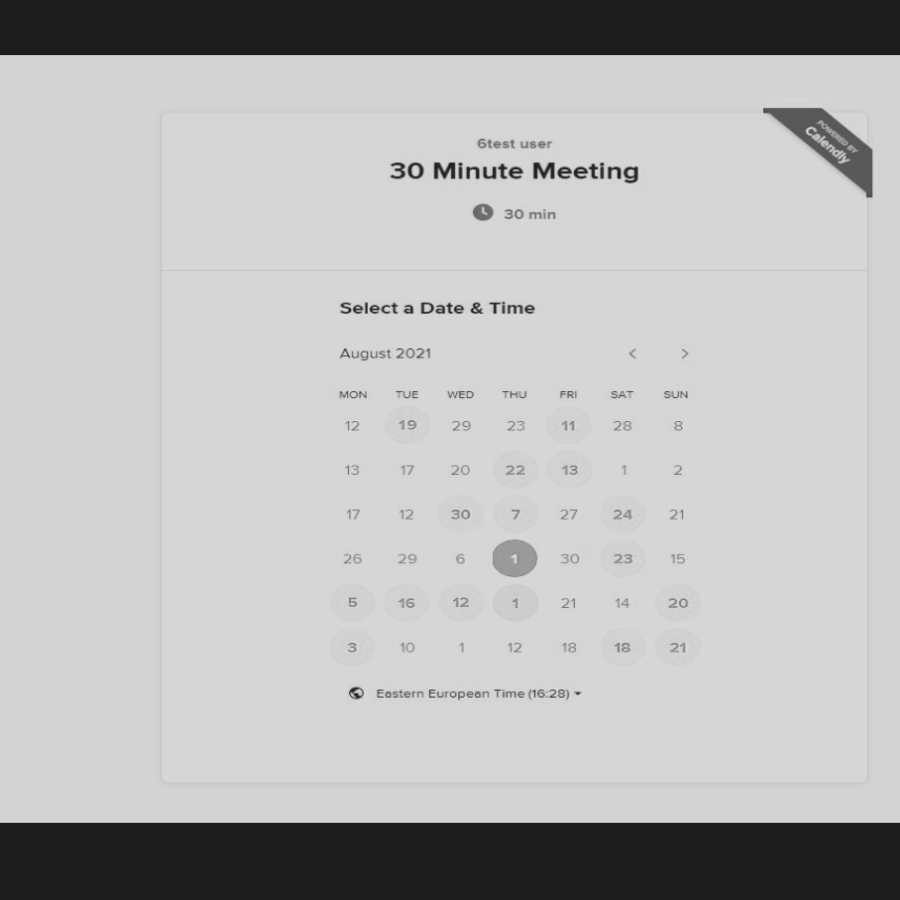 POWERED BY
Calendly
6test user
30 Minute Meeting
30 min
Select a Date & Time
August 2021
< >
MON TUE WED THU FRI SAT SUN
12 19 29 23 11 28 8
13 17 20 22 13 1 2
17 12 30 7 27 24 21
26 29 6 1 30 23 15
5 16 12 1 21 14 20
3 10 1 12 18 18 21
Eastern European Time (16:28)